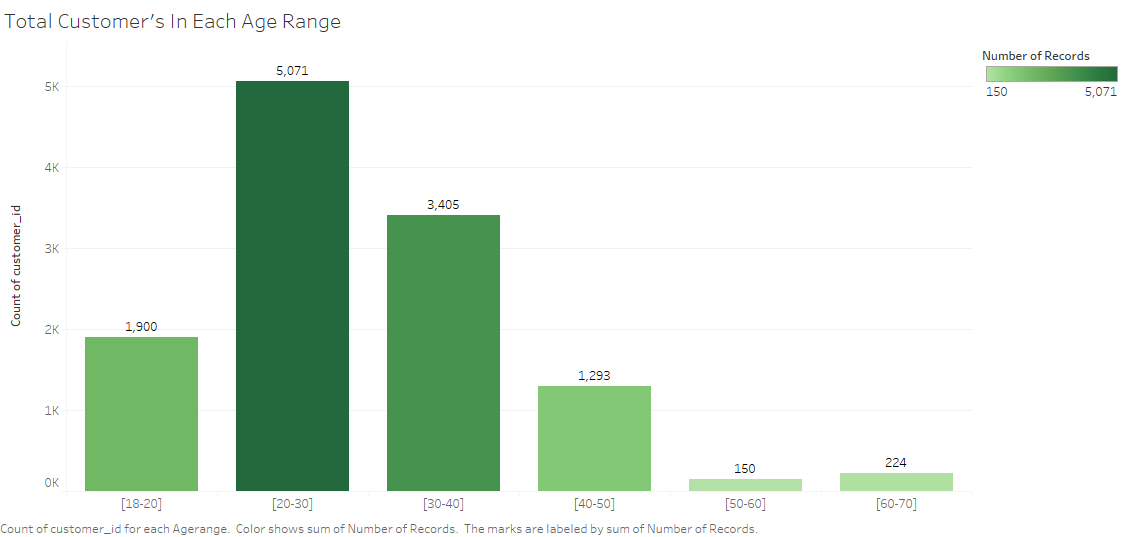 Total Customer's In Each Age Range
Number of Records
150 5,071
Count of customer_id
5K
4K
3K
2K
1K
0K
1,900
5,071
3,405
1,293
150
224
[18-20] [20-30] [30-40] [40-50] [50-60] [60-70]
Count of customer_id for each Agerange. Color shows sum of Number of Records. The marks are labeled by sum of Number of Records.